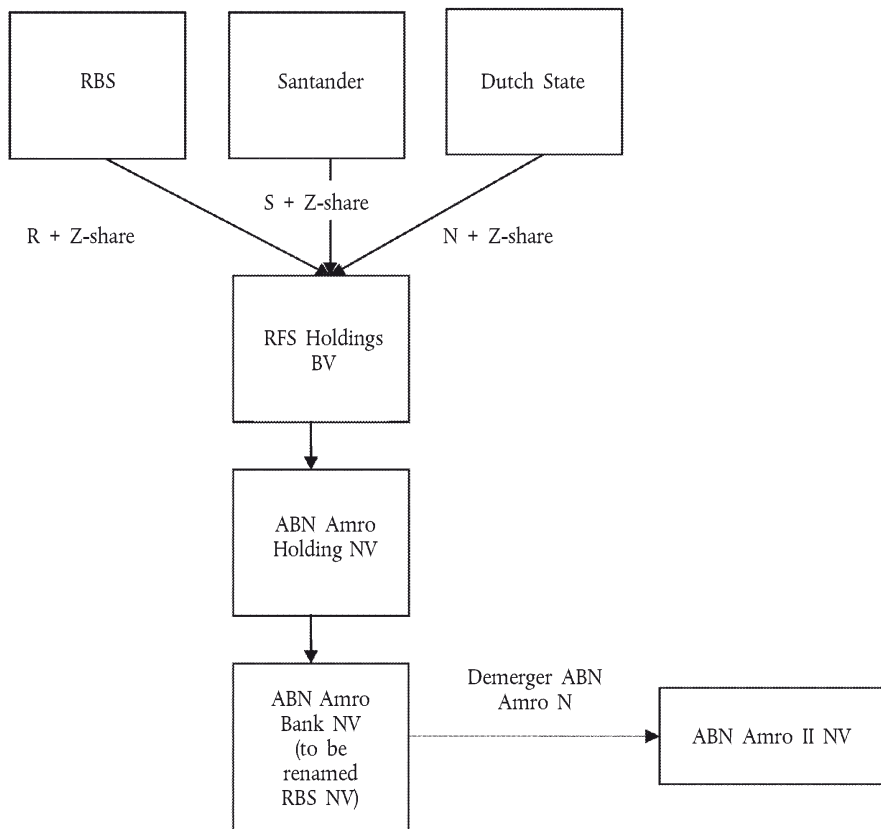 RBS
Santander
Dutch State
S + Z-share
R + Z-share
N + Z-share
RFS Holdings
BV
ABN Amro
Holding NV
ABN Amro
Bank NV
(to be
renamed
RBS NV)
Demerger ABN
Amro N
ABN Amro II NV